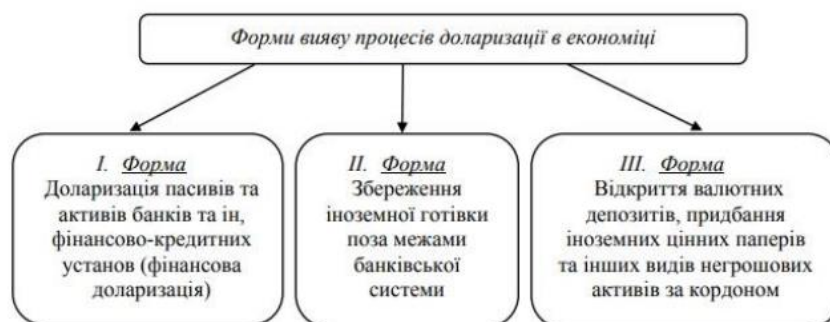 Форми вияву процесів доларизації в економіці
I. Форма
Доларизація пасивів та
активів банків та ін,
фінансово-кредитних
установ (фінансова
доларизація)
II. Форма
Збереження
іноземної готівки
поза межами
банківської
системи
III. Форма
Відкриття валютних
депозитів, придбання
іноземних цінних паперів
та інших видів негрошових
активів за кордоном